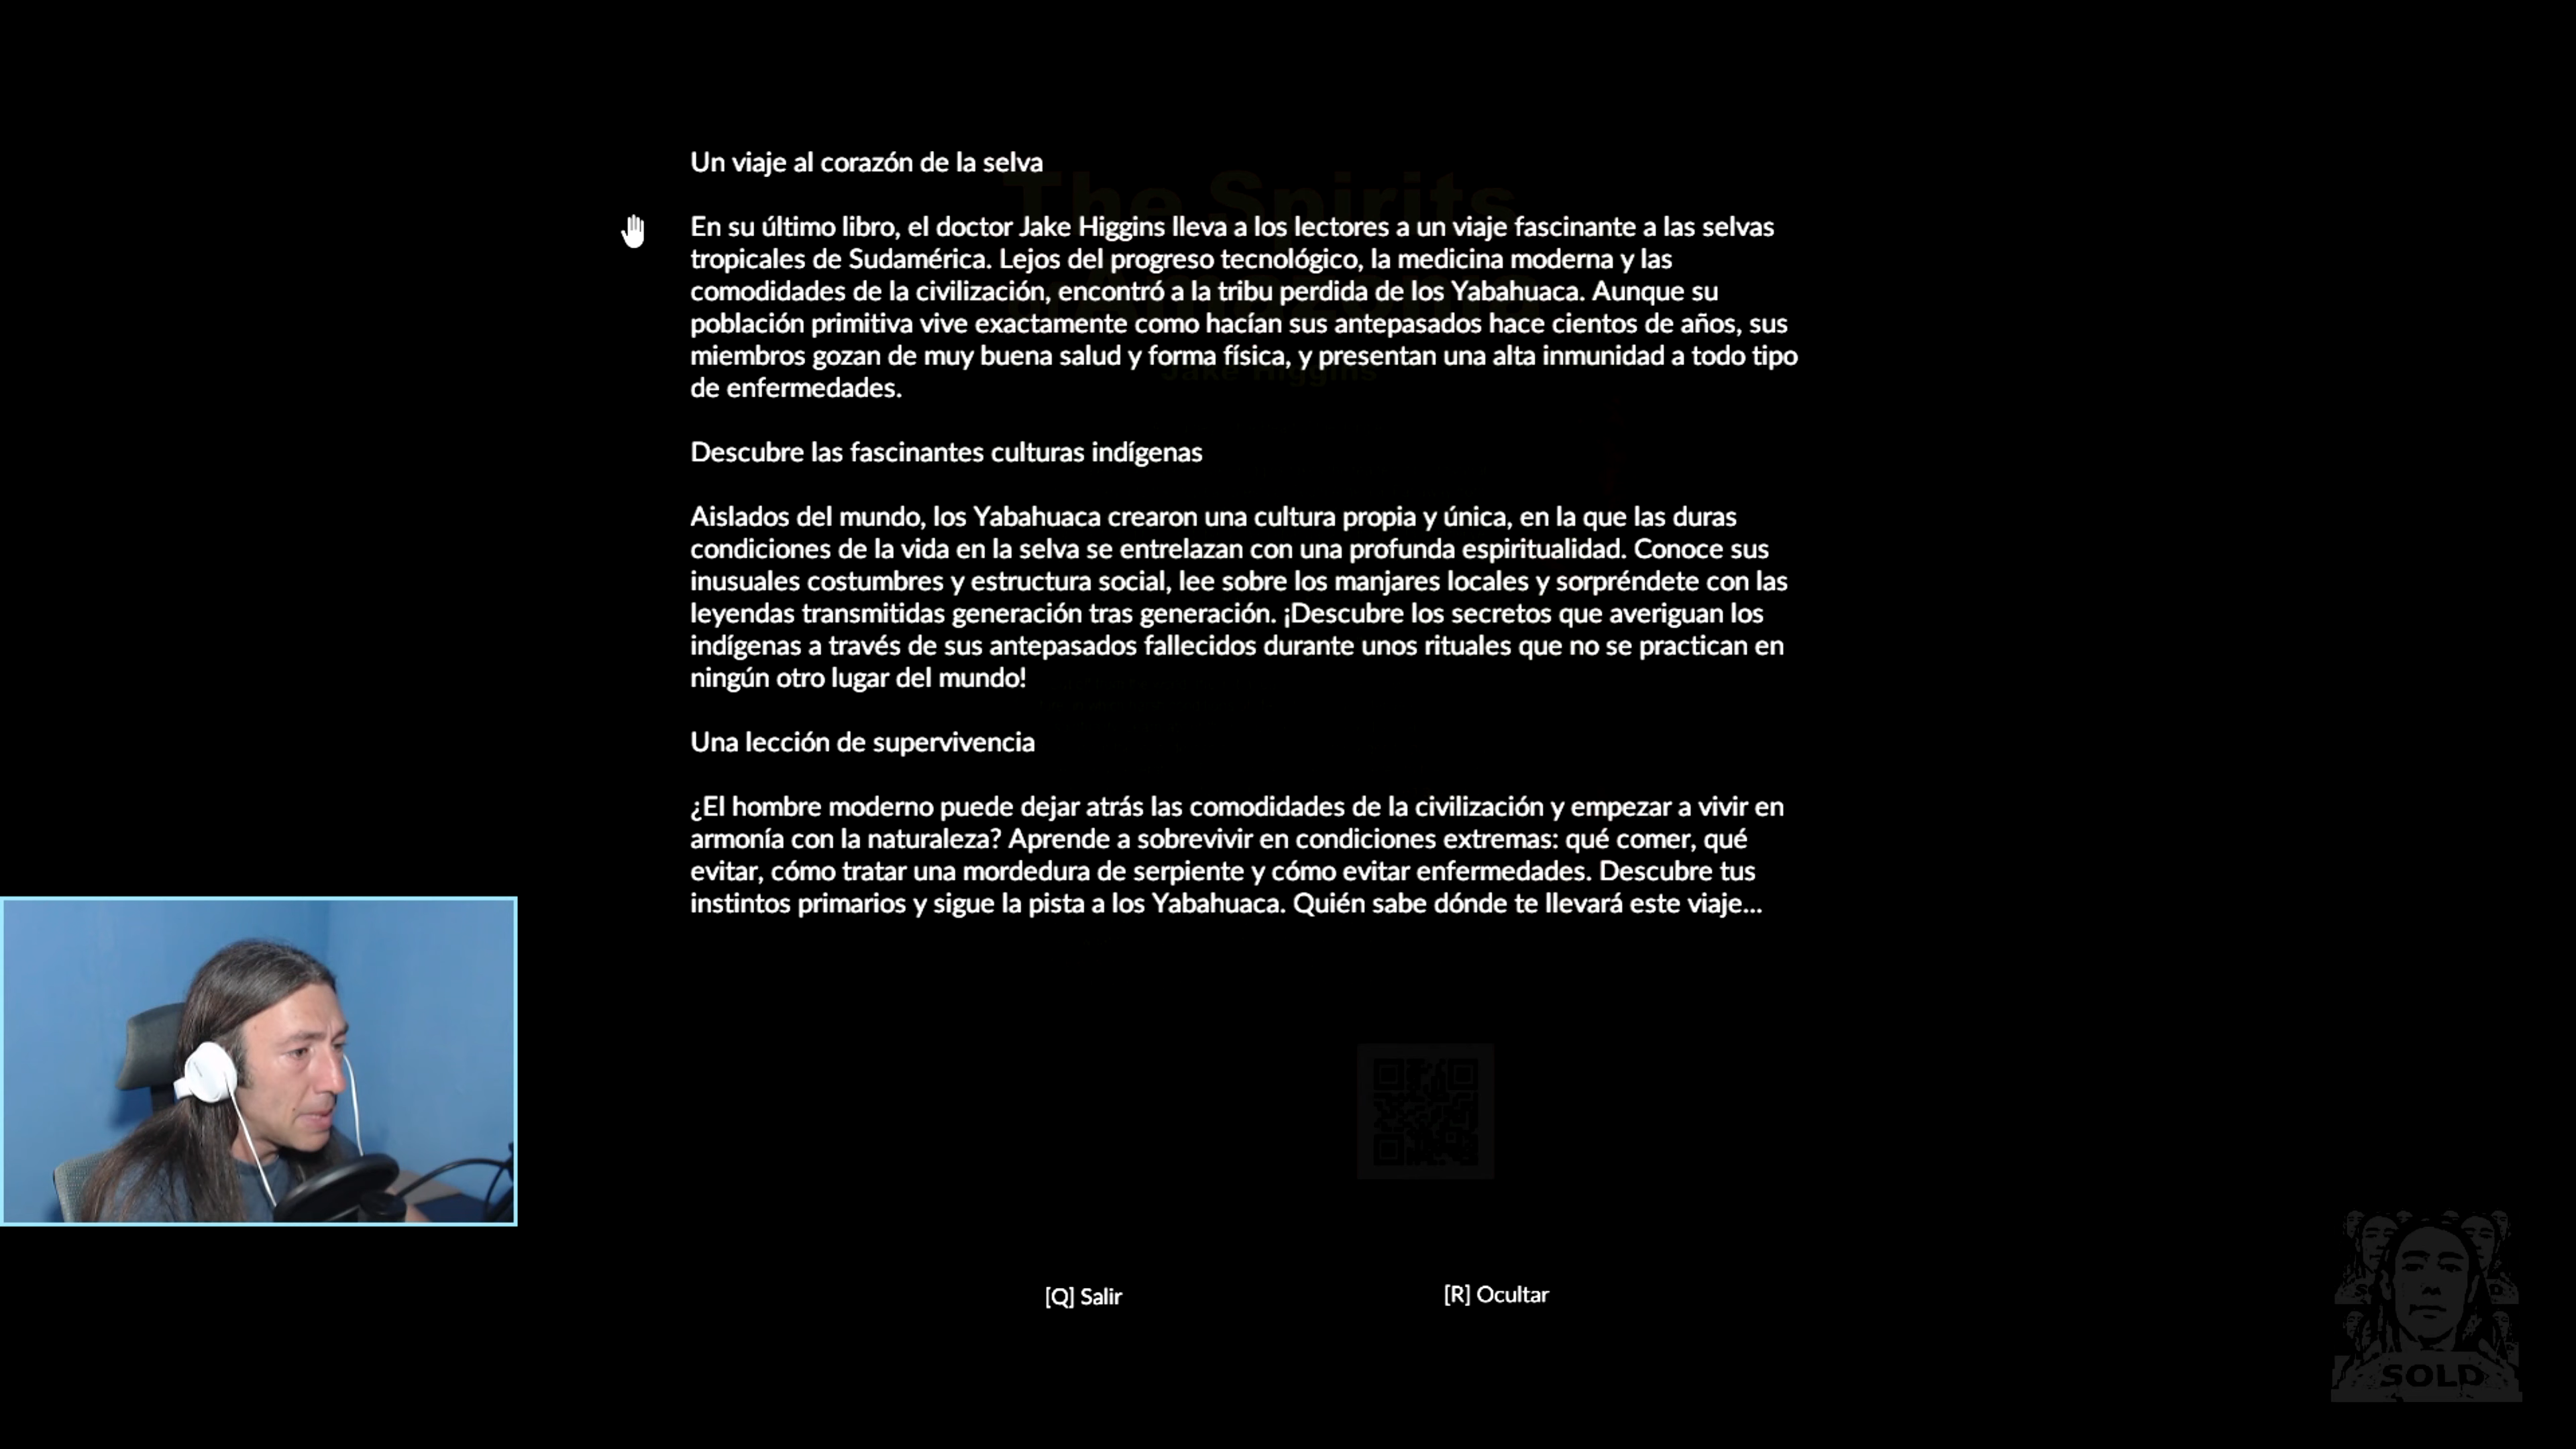 The Spirits
Un viaje al corazón de la selva
En su último libro, el doctor Jake Higgins lleva a los lectores a un viaje fascinante a las selvas
tropicales de Sudamérica. Lejos del progreso tecnológico, la medicina moderna y las
comodidades de la civilización, encontró a la tribu perdida de los Yabahuaca. Aunque su
población primitiva vive exactamente como hacían sus antepasados hace cientos de años, sus
miembros gozan de muy buena salud y forma física, y presentan una alta inmunidad a todo tipo
Jake Higgins
de enfermedades.
Descubre las fascinantes culturas indígenas
Aislados del mundo, los Yabahuaca crearon una cultura propia y única, en la que las duras
condiciones de la vida en la selva se entrelazan con una profunda espiritualidad. Conoce sus
inusuales costumbres y estructura social, lee sobre los manjares locales y sorpréndete con las
leyendas transmitidas generación tras generación. ¡Descubre los secretos que averiguan los
indígenas a través de sus antepasados fallecidos durante unos rituales que no se practican en
ningún otro lugar del mundo!
Una lección de supervivencia
¿El hombre moderno puede dejar atrás las comodidades de la civilización y empezar a vivir en
armonía con la naturaleza? Aprende a sobrevivir en condiciones extremas: qué comer, qué
evitar, cómo tratar una mordedura de serpiente y cómo evitar enfermedades. Descubre tus
instintos primarios y sigue la pista a los Yabahuaca. Quién sabe dónde te llevará este viaje...
[Q] Salir
[R] Ocultar
SOLD